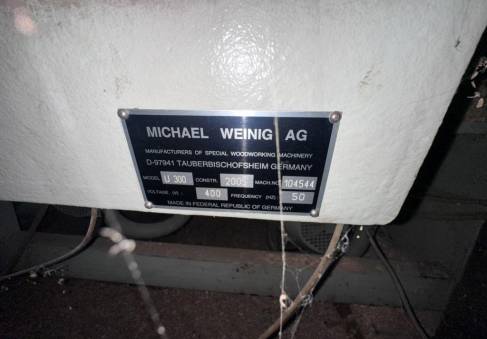 MICHAEL WEINIG AG
MANUFACTURERS OF SPECIAL WOODWORKING MACHINERY
D-97941 TAUBERBISCHOFSHEIM GERMANY
MODEL U 300 CONSTR. 2005 MACH.NO 104544
VOLTAGE (V) 400 FREQUENCY (HZ) 50
MADE IN FEDERAL REPUBLIC OF GERMANY